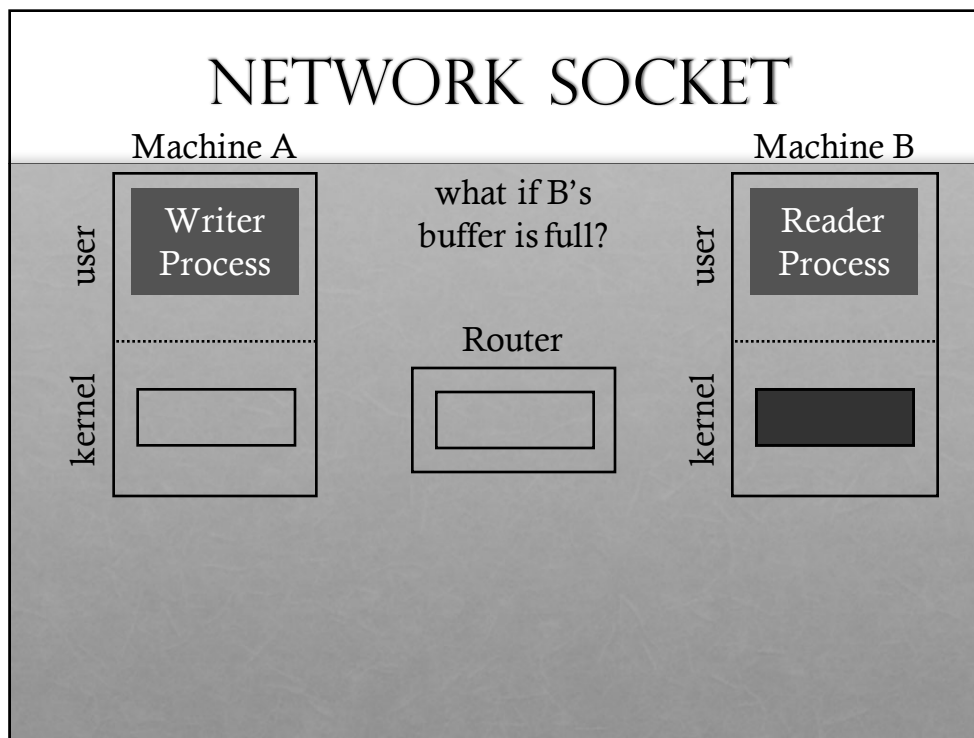 NETWORK SOCKET
Machine A
Machine B
what if B's
buffer is full?
user
Writer
Process
user
Reader
Process
Router
kernel
kernel